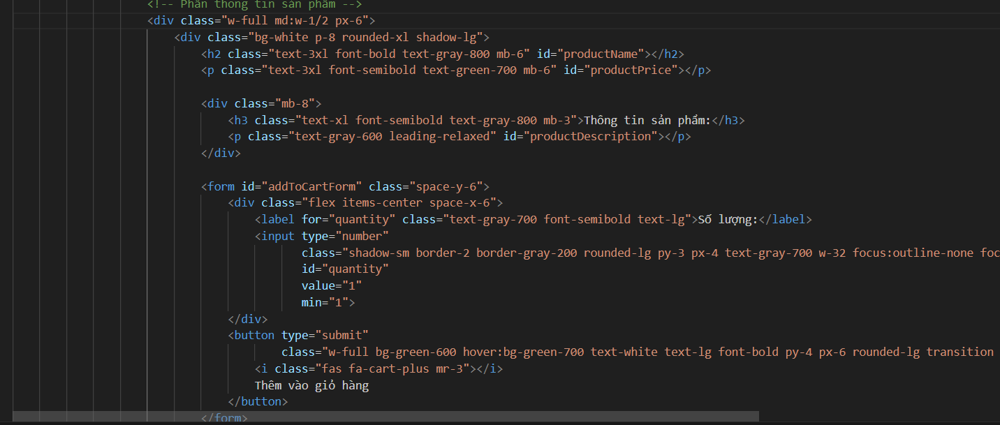 <!-- Phần thông tin sản phẩm -->
<div class="w-full md:w-1/2 px-6">
<div class="bg-white p-8 rounded-xl shadow-lg">
<h2 class="text-3xl font-bold text-gray-800 mb-6" id="productName"></h2>
<p class="text-3xl font-semibold text-green-700 mb-6" id="productPrice"></p>
<div class="mb-8">
<h3 class="text-xl font-semibold text-gray-800 mb-3">Thông tin sản phẩm:</h3>
<p class="text-gray-600 leading-relaxed" id="productDescription"></p>
</div>
<form id="addToCartForm" class="space-y-6">
<div class="flex items-center space-x-6">
<label for="quantity" class="text-gray-700 font-semibold text-lg">Số lượng:</label>
<input type="number"
class="shadow-sm border-2 border-gray-200 rounded-lg py-3 px-4 text-gray-700 w-32 focus:outline-none foc
id="quantity"
value="1"
min="1">
</div>
<button type="submit"
class="w-full bg-green-600 hover:bg-green-700 text-white text-lg font-bold py-4 px-6 rounded-lg transition
<i class="fas fa-cart-plus mr-3"></i>
Thêm vào giỏ hàng
</button>
</form>